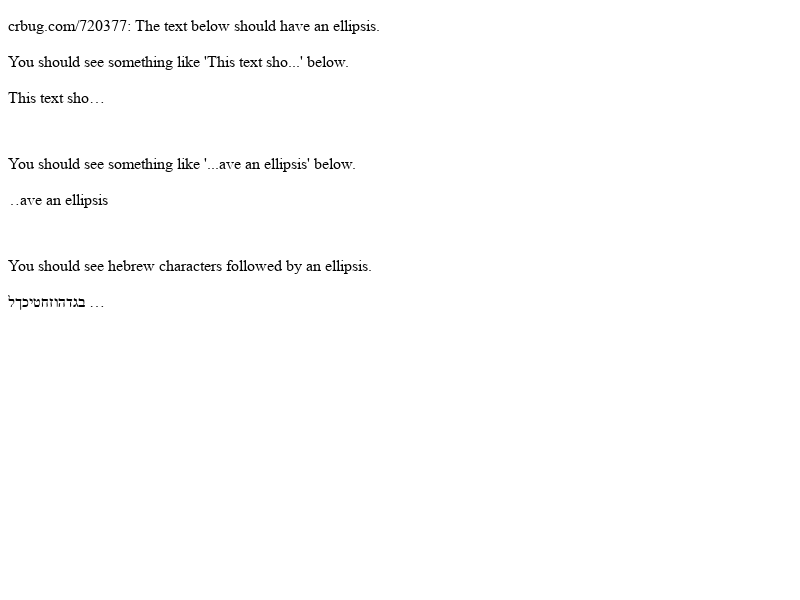 crbug.com/720377: The text below should have an ellipsis.
You should see something like 'This text sho...' below.
This text sho…
You should see something like '...ave an ellipsis' below.
..ave an ellipsis
You should see hebrew characters followed by an ellipsis.
בגדהוזחטיכךל …